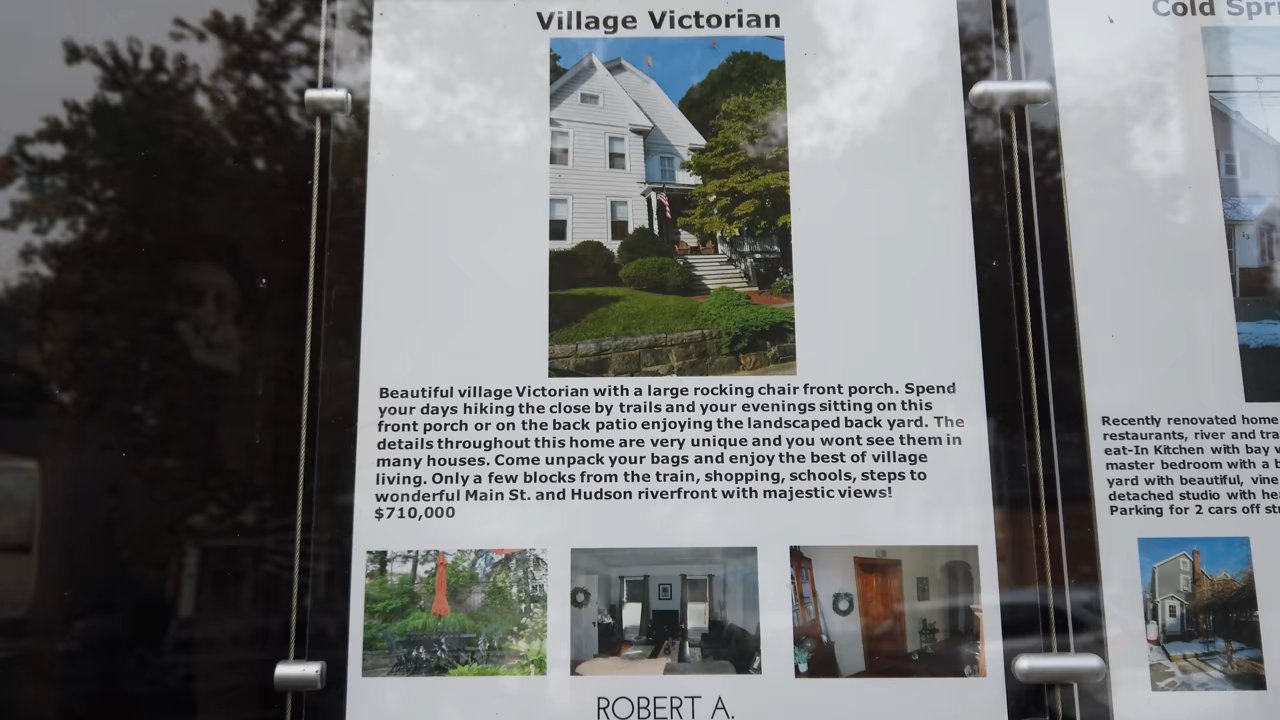 Village Victorian
Beautiful village Victorian with a large rocking chair front porch. Spend
your days hiking the close by trails and your evenings sitting on this
front porch or on the back patio enjoying the landscaped back yard. The
details throughout this home are very unique and you wont see them in
many houses. Come unpack your bags and enjoy the best of village
living. Only a few blocks from the train, shopping, schools, steps to
wonderful Main St. and Hudson riverfront with majestic views!
$710,000
ROBERT A.
Cold Spr
Recently renovated home
restaurants, river and tra
eat-In Kitchen with bay
master bedroom with a
yard with beautiful, vine
detached studio with he
Parking for 2 cars off st